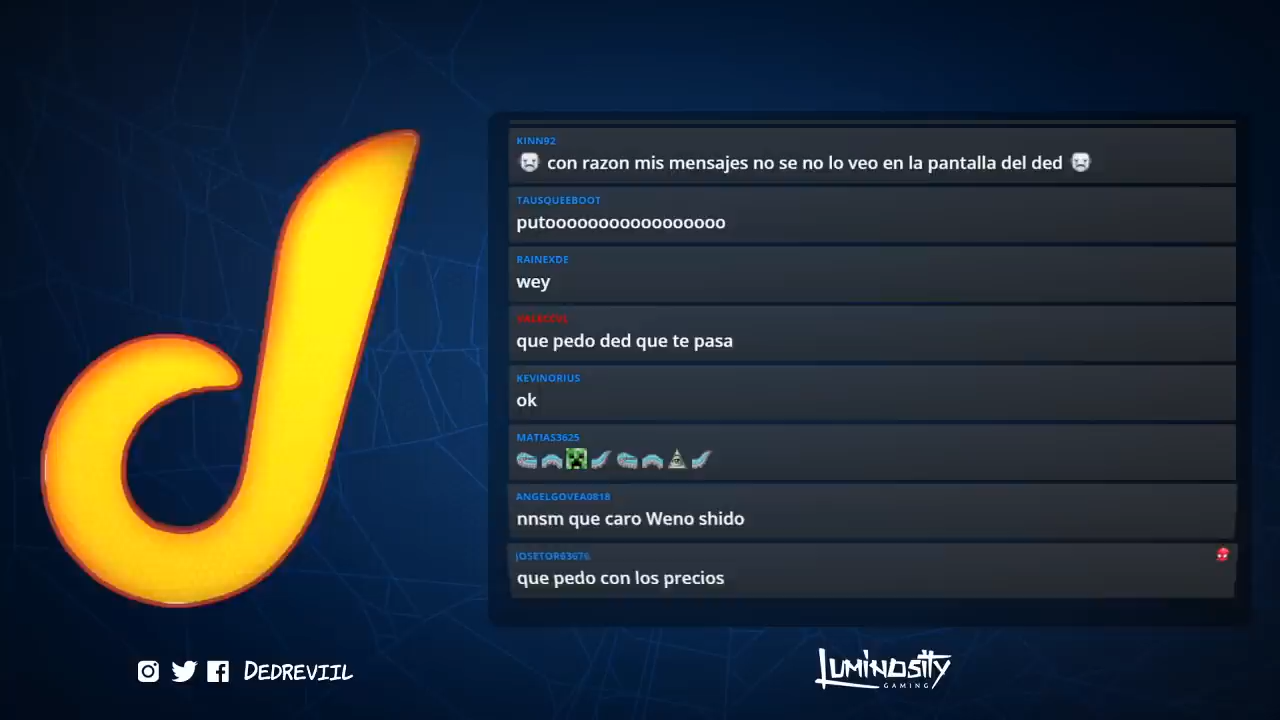 KINN92
con razon mis mensajes no se no lo veo en la pantalla del ded
TAUSQUEEBOOT
putooooooooooooooooo
RAINEXDE
wey
que pedo ded que te pasa
KEVINORIUS
ok
MATIAS3625
ANGELGOVEA0818
nnsm que caro Weno shido
que pedo con los precios
DEDREVIIL
LUMINOSITY
GAMING